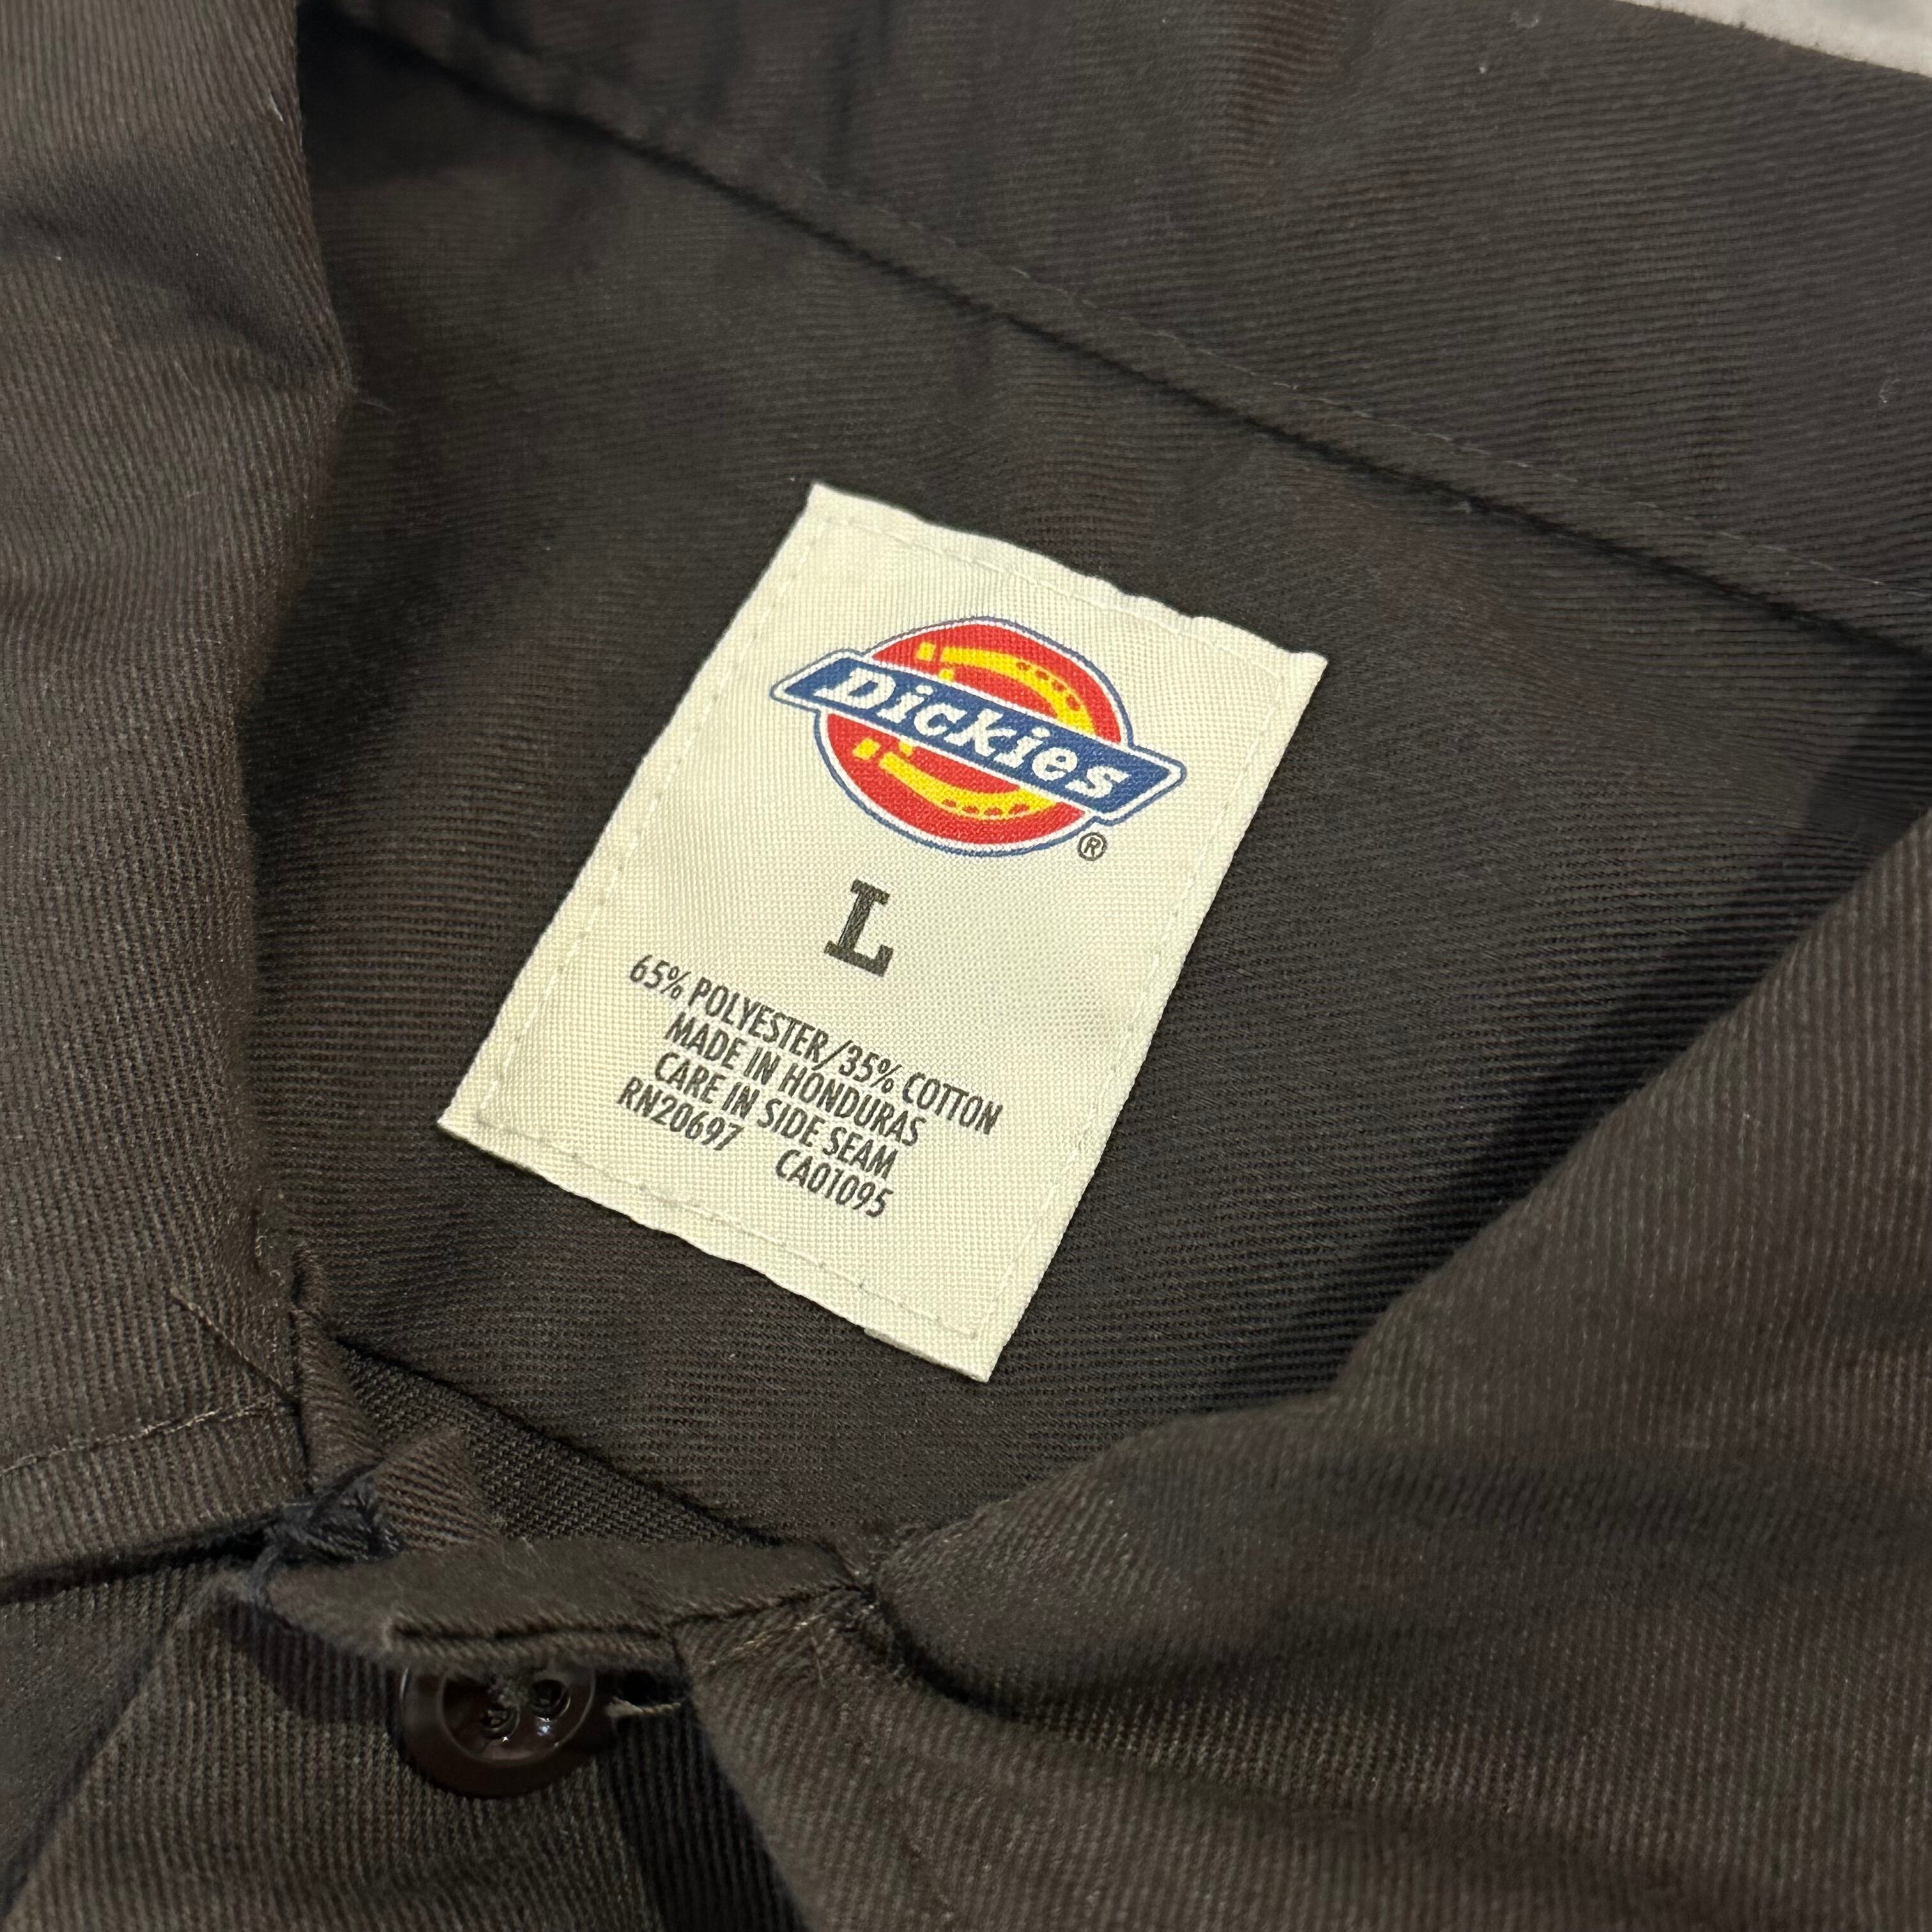 Dickies
®
L
65% POLYESTER/35% COTTON
MADE IN HONDURAS
CARE IN SIDE SEAM
RN20697 CA01095